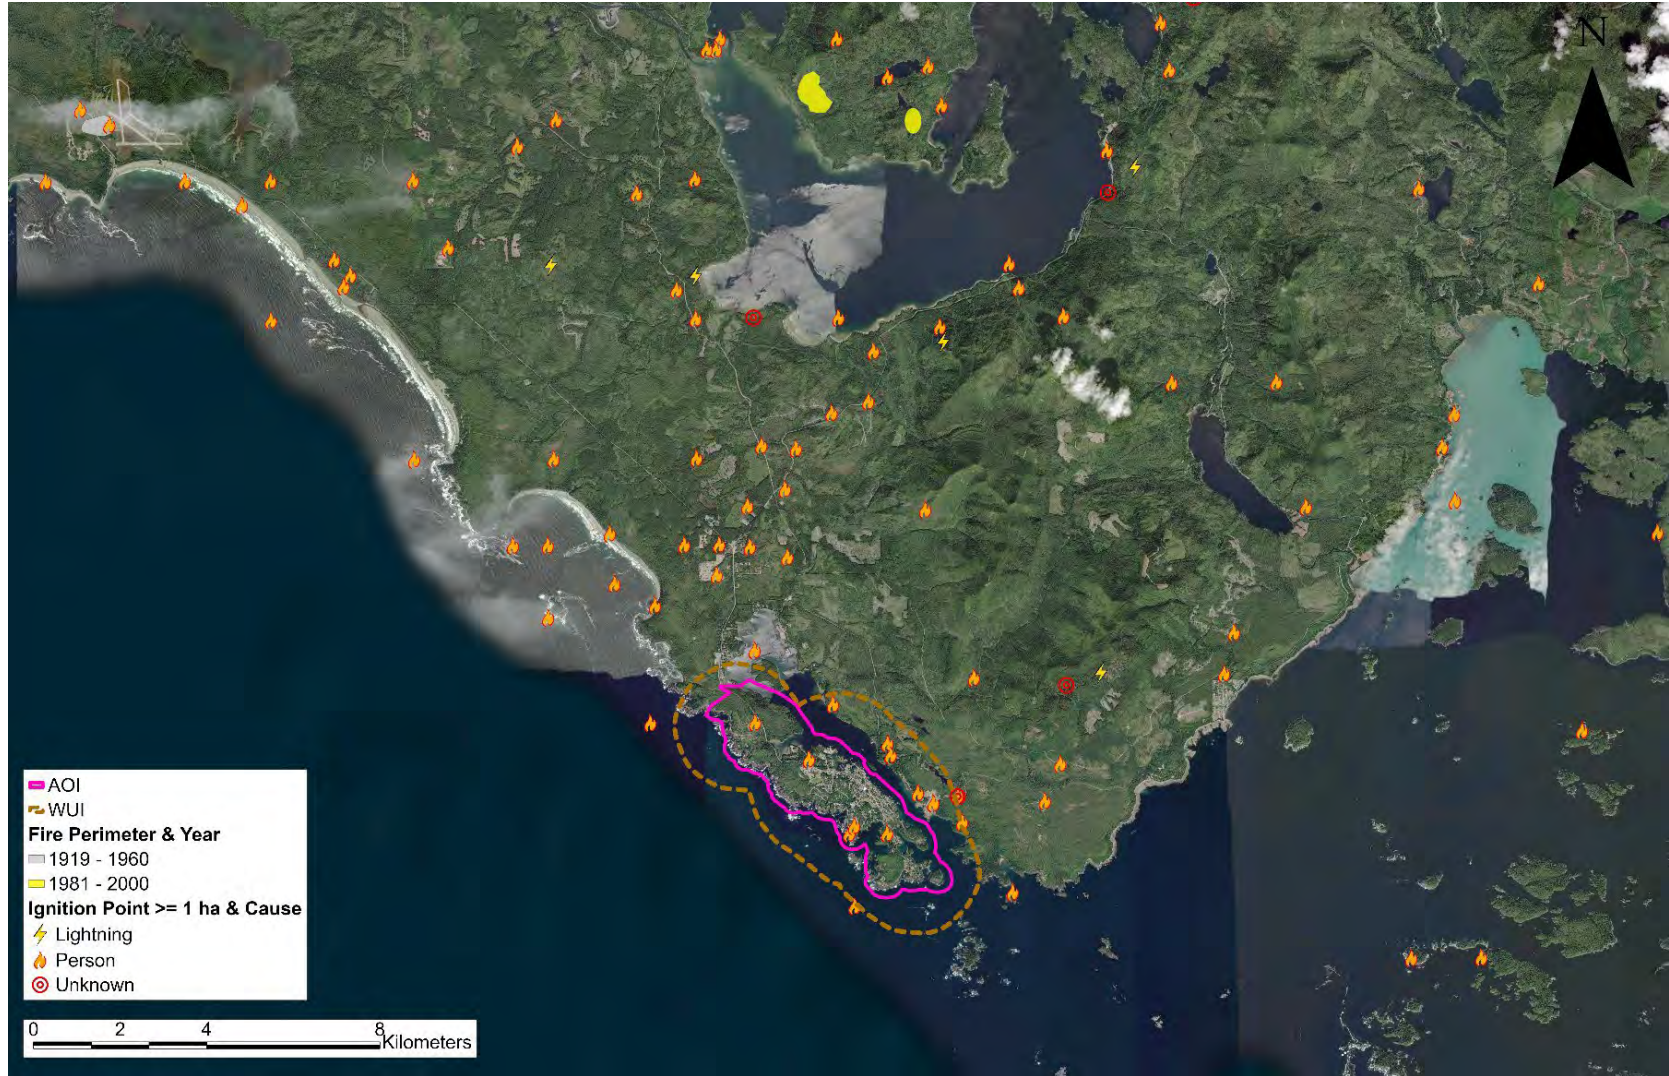 N
AOI
WUI
Fire Perimeter & Year
1919 - 1960
1981 - 2000
Ignition Point >= 1 ha & Cause
Lightning
Person
Unknown
0 2 4 8
Kilometers